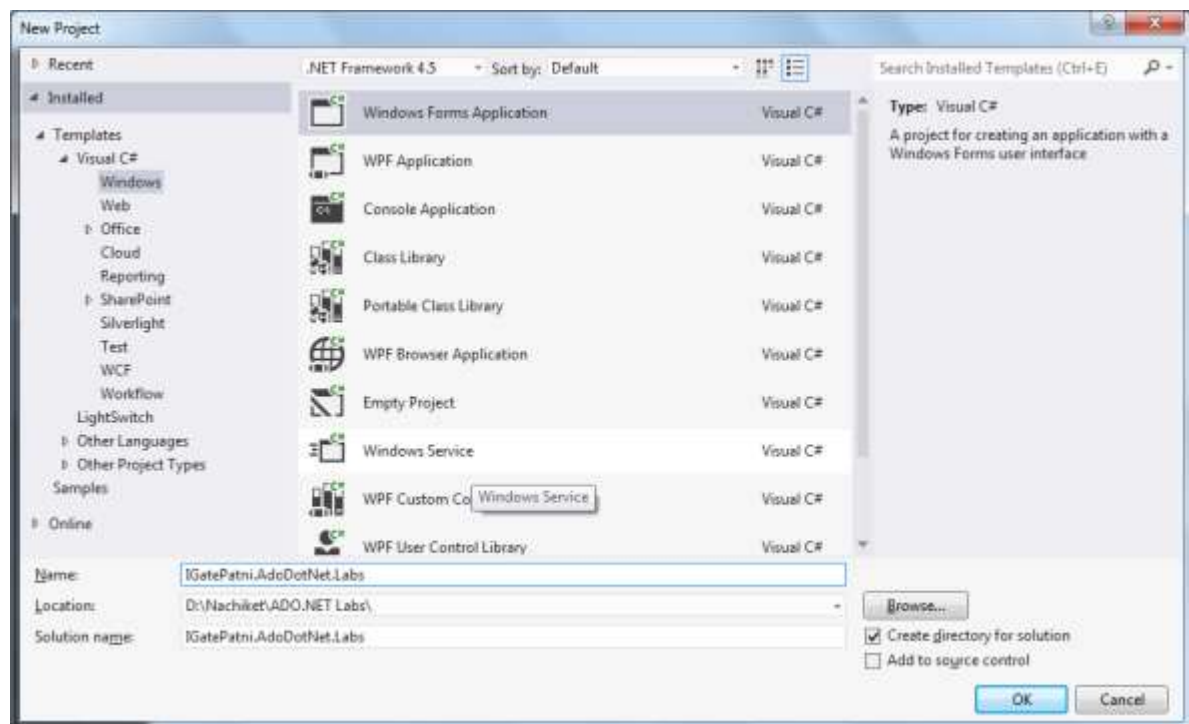 New Project
Recent
.NET Framework 4.5
Sort by: Default
Search Installed Templates (Ctrl+E)
Installed
Templates
Visual C#
Windows
Web
Office
Cloud
Reporting
SharePoint
Silverlight
Test
WCF
Workflow
LightSwitch
Other Languages
Other Project Types
Samples
Online
Windows Forms Application Visual C#
WPF Application Visual C#
Console Application Visual C#
Class Library Visual C#
Portable Class Library Visual C#
WPF Browser Application Visual C#
Empty Project Visual C#
Windows Service Visual C#
WPF Custom Co Visual C#
Windows Service
WPF User Control Library Visual C#
Type: Visual C#
A project for creating an application with a
Windows Forms user interface
Name: IGatePatni.AdoDotNet.Labs
Location: D:\Nachiket\ADO.NET Labs\
Browse...
Solution name: IGatePatni.AdoDotNet.Labs
Create directory for solution
Add to source control
OK
Cancel